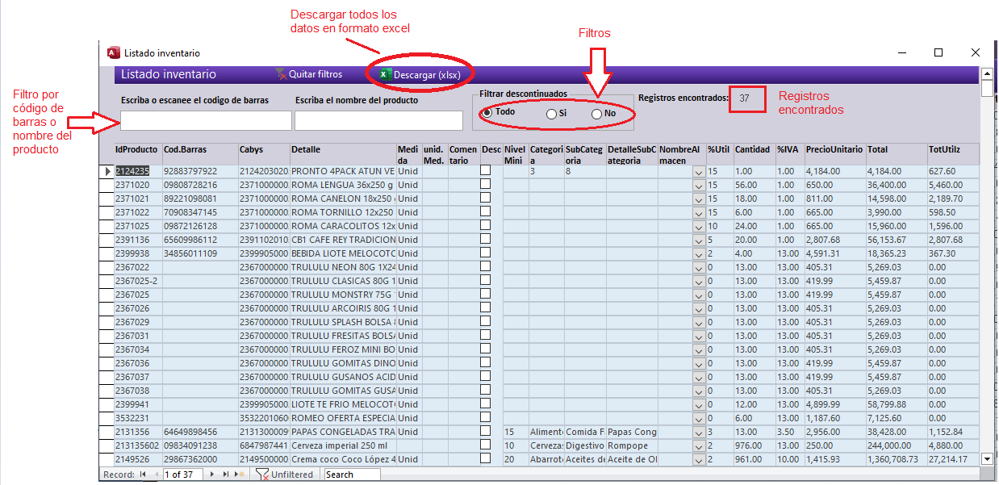 Descargar todos los
datos en formato excel
Filtros
Listado inventario
Listado inventario
Quitar filtros
Descargar (xlsx)
Filtro por
código de
barras o
nombre del
producto
Escriba o escanee el codigo de barras
Escriba el nombre del producto
Filtrar descontinuados
Todo
Si
No
Registros encontrados:
37
Registros
encontrados
IdProducto Cod.Barras Cabys Detalle Medi da unid. Med. Comen tario Desc Nivel Mini Categori a SubCateg oria DetalleSubC ategoria NombreAl macen %Util Cantidad %IVA PrecioUnitario Total TotUtilz
2124235 92883797922 2124203020 PRONTO 4PACK ATUN VE Unid 3 8 15 1.00 1.00 4,184.00 4,184.00 627.60
2371020 09808728216 2371000000 ROMA LENGUA 36x250 g Unid 15 56.00 1.00 650.00 36,400.00 5,460.00
2371021 89221098081 2371000000 ROMA CANELON 18x250 Unid 15 18.00 1.00 811.00 14,598.00 2,189.70
2371022 70908347145 2371000000 ROMA TORNILLO 12x250 Unid 15 6.00 1.00 665.00 3,990.00 598.50
2371025 09872126128 2371000000 ROMA CARACOLITOS 12x Unid 10 24.00 1.00 665.00 15,960.00 1,596.00
2391136 65609986112 2391102010 CB1 CAFE REY TRADICION Unid 5 20.00 1.00 2,807.68 56,153.67 2,807.68
2399938 34856011109 2399905000 BEBIDA LIOTE MELOCOTO Unid 2 4.00 13.00 4,591.31 18,365.23 367.30
2367022 2367000000 TRULULU NEON 80G 1X24 Unid 0 13.00 13.00 405.31 5,269.03 0.00
2367025-2 2367000000 TRULULU CLASICAS 80G 1 Unid 0 13.00 13.00 419.99 5,459.87 0.00
2367025 2367000000 TRULULU MONSTRY 75G Unid 0 13.00 13.00 419.99 5,459.87 0.00
2367026 2367000000 TRULULU ARCOIRIS 80G 1 Unid 0 13.00 13.00 405.31 5,269.03 0.00
2367029 2367000000 TRULULU SPLASH BOLSA Unid 0 13.00 13.00 405.31 5,269.03 0.00
2367031 2367000000 TRULULU FRESITAS BOLSA Unid 0 13.00 13.00 405.31 5,269.03 0.00
2367034 2367000000 TRULULU FEROZ MINI BO Unid 0 13.00 13.00 405.31 5,269.03 0.00
2367036 2367000000 TRULULU GOMITAS DINO Unid 0 13.00 13.00 419.99 5,459.87 0.00
2367037 2367000000 TRULULU GUSANOS ACID Unid 0 13.00 13.00 419.99 5,459.87 0.00
2367038 2367000000 TRULULU GOMITAS GUSA Unid 0 13.00 13.00 405.31 5,269.03 0.00
2399941 2399905000 LIOTE TE FRIO MELOCOTO Unid 0 12.00 13.00 4,899.99 58,799.88 0.00
3532231 3532201060 ROMEO OFERTA ESPECIA Unid 0 6.00 13.00 1,187.60 7,125.60 0.00
2131356 64649898456 2131300009 PAPAS CONGELADAS TRA Unid 15 Alimento Comida F Papas Cong 3 13.00 3.50 2,956.00 38,428.00 1,152.84
213135602 09834091238 6847987441 Cerveza imperial 250 ml 10 Cervezas Digestivo Rompope 2 976.00 13.00 250.00 244,000.00 4,880.00
2149526 29867362000 2149500000 Crema coco Coco López 4 Unid 20 Abarrot Aceites de Aceite de Ol 2 961.00 10.00 1,415.93 1,360,708.73 27,214.17
Record: 1 of 37 Unfiltered Search